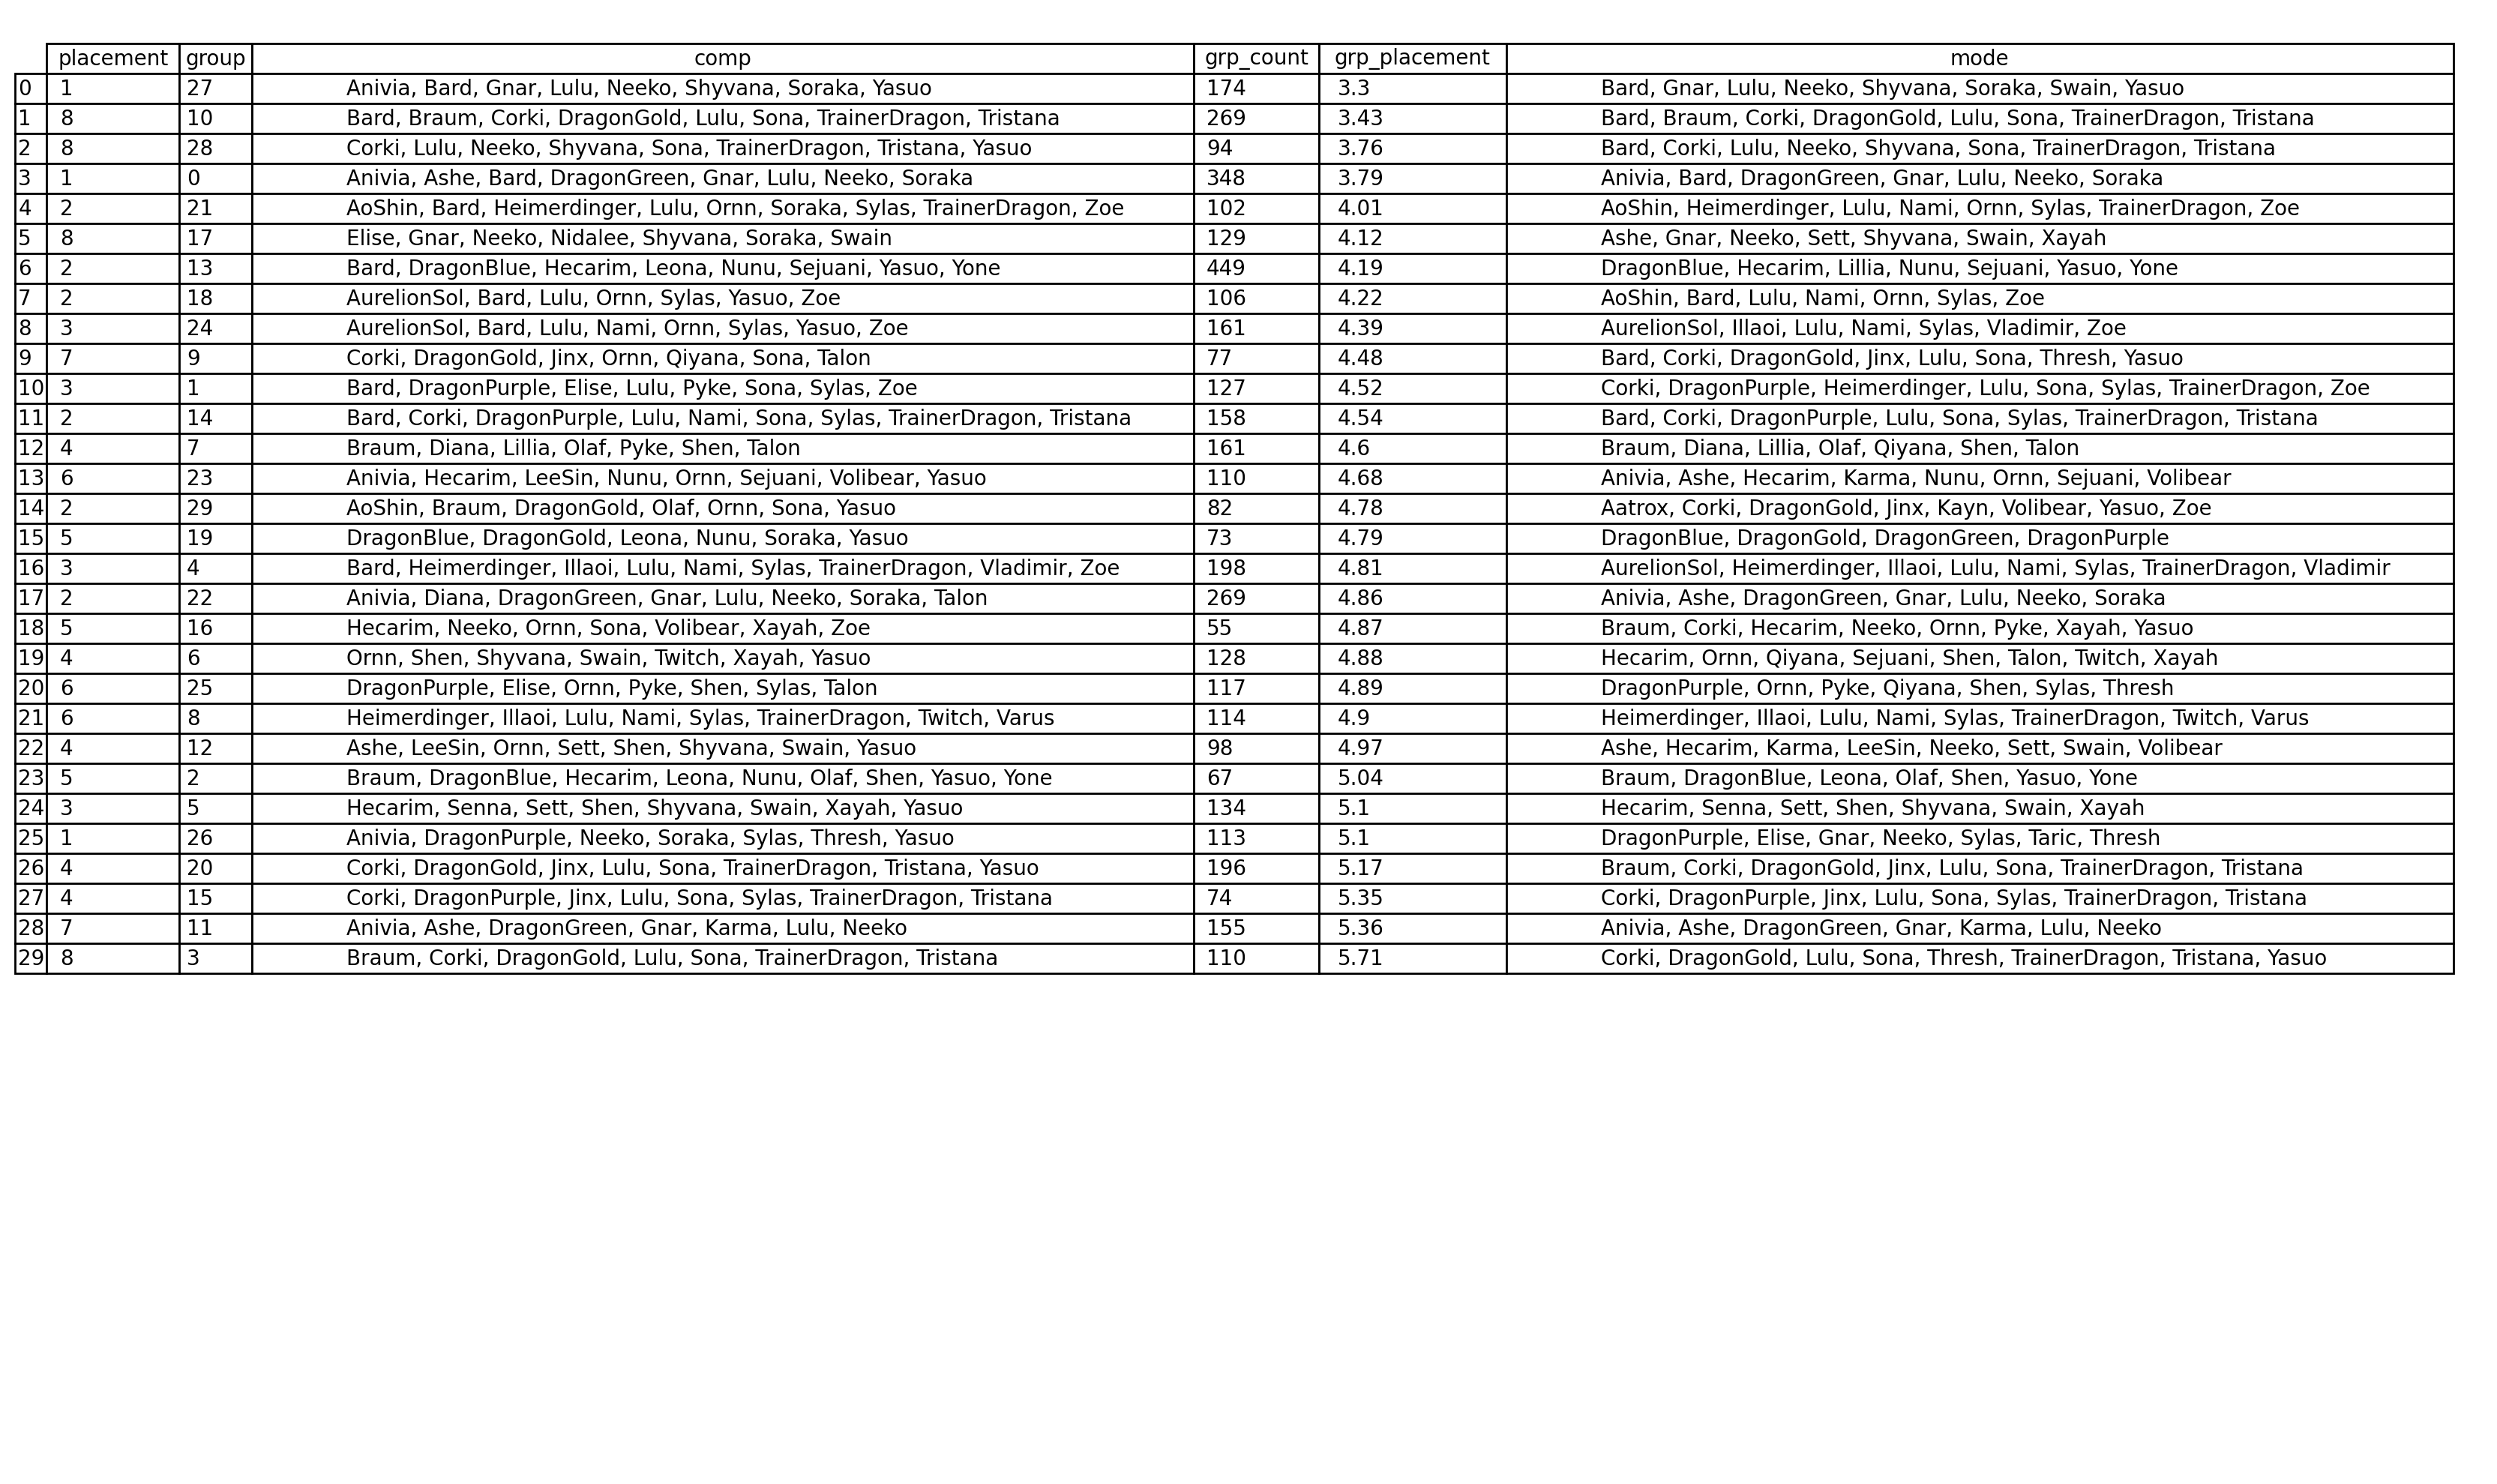 placement group comp grp_count grp_placement mode
0 1 27 Anivia, Bard, Gnar, Lulu, Neeko, Shyvana, Soraka, Yasuo 174 3.3 Bard, Gnar, Lulu, Neeko, Shyvana, Soraka, Swain, Yasuo
1 8 10 Bard, Braum, Corki, DragonGold, Lulu, Sona, TrainerDragon, Tristana 269 3.43 Bard, Braum, Corki, DragonGold, Lulu, Sona, TrainerDragon, Tristana
2 8 28 Corki, Lulu, Neeko, Shyvana, Sona, TrainerDragon, Tristana, Yasuo 94 3.76 Bard, Corki, Lulu, Neeko, Shyvana, Sona, TrainerDragon, Tristana
3 1 0 Anivia, Ashe, Bard, DragonGreen, Gnar, Lulu, Neeko, Soraka 348 3.79 Anivia, Bard, DragonGreen, Gnar, Lulu, Neeko, Soraka
4 2 21 AoShin, Bard, Heimerdinger, Lulu, Ornn, Soraka, Sylas, TrainerDragon, Zoe 102 4.01 AoShin, Heimerdinger, Lulu, Nami, Ornn, Sylas, TrainerDragon, Zoe
5 8 17 Elise, Gnar, Neeko, Nidalee, Shyvana, Soraka, Swain 129 4.12 Ashe, Gnar, Neeko, Sett, Shyvana, Swain, Xayah
6 2 13 Bard, DragonBlue, Hecarim, Leona, Nunu, Sejuani, Yasuo, Yone 449 4.19 DragonBlue, Hecarim, Lillia, Nunu, Sejuani, Yasuo, Yone
7 2 18 AurelionSol, Bard, Lulu, Ornn, Sylas, Yasuo, Zoe 106 4.22 AoShin, Bard, Lulu, Nami, Ornn, Sylas, Zoe
8 3 24 AurelionSol, Bard, Lulu, Nami, Ornn, Sylas, Yasuo, Zoe 161 4.39 AurelionSol, Illaoi, Lulu, Nami, Sylas, Vladimir, Zoe
9 7 9 Corki, DragonGold, Jinx, Ornn, Qiyana, Sona, Talon 77 4.48 Bard, Corki, DragonGold, Jinx, Lulu, Sona, Thresh, Yasuo
10 3 1 Bard, DragonPurple, Elise, Lulu, Pyke, Sona, Sylas, Zoe 127 4.52 Corki, DragonPurple, Heimerdinger, Lulu, Sona, Sylas, TrainerDragon, Zoe
11 2 14 Bard, Corki, DragonPurple, Lulu, Nami, Sona, Sylas, TrainerDragon, Tristana 158 4.54 Bard, Corki, DragonPurple, Lulu, Sona, Sylas, TrainerDragon, Tristana
12 4 7 Braum, Diana, Lillia, Olaf, Pyke, Shen, Talon 161 4.6 Braum, Diana, Lillia, Olaf, Qiyana, Shen, Talon
13 6 23 Anivia, Hecarim, LeeSin, Nunu, Ornn, Sejuani, Volibear, Yasuo 110 4.68 Anivia, Ashe, Hecarim, Karma, Nunu, Ornn, Sejuani, Volibear
14 2 29 AoShin, Braum, DragonGold, Olaf, Ornn, Sona, Yasuo 82 4.78 Aatrox, Corki, DragonGold, Jinx, Kayn, Volibear, Yasuo, Zoe
15 5 19 DragonBlue, DragonGold, Leona, Nunu, Soraka, Yasuo 73 4.79 DragonBlue, DragonGold, DragonGreen, DragonPurple
16 3 4 Bard, Heimerdinger, Illaoi, Lulu, Nami, Sylas, TrainerDragon, Vladimir, Zoe 198 4.81 AurelionSol, Heimerdinger, Illaoi, Lulu, Nami, Sylas, TrainerDragon, Vladimir
17 2 22 Anivia, Diana, DragonGreen, Gnar, Lulu, Neeko, Soraka, Talon 269 4.86 Anivia, Ashe, DragonGreen, Gnar, Lulu, Neeko, Soraka
18 5 16 Hecarim, Neeko, Ornn, Sona, Volibear, Xayah, Zoe 55 4.87 Braum, Corki, Hecarim, Neeko, Ornn, Pyke, Xayah, Yasuo
19 4 6 Ornn, Shen, Shyvana, Swain, Twitch, Xayah, Yasuo 128 4.88 Hecarim, Ornn, Qiyana, Sejuani, Shen, Talon, Twitch, Xayah
20 6 25 DragonPurple, Elise, Ornn, Pyke, Shen, Sylas, Talon 117 4.89 DragonPurple, Ornn, Pyke, Qiyana, Shen, Sylas, Thresh
21 6 8 Heimerdinger, Illaoi, Lulu, Nami, Sylas, TrainerDragon, Twitch, Varus 114 4.9 Heimerdinger, Illaoi, Lulu, Nami, Sylas, TrainerDragon, Twitch, Varus
22 4 12 Ashe, LeeSin, Ornn, Sett, Shen, Shyvana, Swain, Yasuo 98 4.97 Ashe, Hecarim, Karma, LeeSin, Neeko, Sett, Swain, Volibear
23 5 2 Braum, DragonBlue, Hecarim, Leona, Nunu, Olaf, Shen, Yasuo, Yone 67 5.04 Braum, DragonBlue, Leona, Olaf, Shen, Yasuo, Yone
24 3 5 Hecarim, Senna, Sett, Shen, Shyvana, Swain, Xayah, Yasuo 134 5.1 Hecarim, Senna, Sett, Shen, Shyvana, Swain, Xayah
25 1 26 Anivia, DragonPurple, Neeko, Soraka, Sylas, Thresh, Yasuo 113 5.1 DragonPurple, Elise, Gnar, Neeko, Sylas, Taric, Thresh
26 4 20 Corki, DragonGold, Jinx, Lulu, Sona, TrainerDragon, Tristana, Yasuo 196 5.17 Braum, Corki, DragonGold, Jinx, Lulu, Sona, TrainerDragon, Tristana
27 4 15 Corki, DragonPurple, Jinx, Lulu, Sona, Sylas, TrainerDragon, Tristana 74 5.35 Corki, DragonPurple, Jinx, Lulu, Sona, Sylas, TrainerDragon, Tristana
28 7 11 Anivia, Ashe, DragonGreen, Gnar, Karma, Lulu, Neeko 155 5.36 Anivia, Ashe, DragonGreen, Gnar, Karma, Lulu, Neeko
29 8 3 Braum, Corki, DragonGold, Lulu, Sona, TrainerDragon, Tristana 110 5.71 Corki, DragonGold, Lulu, Sona, Thresh, TrainerDragon, Tristana, Yasuo